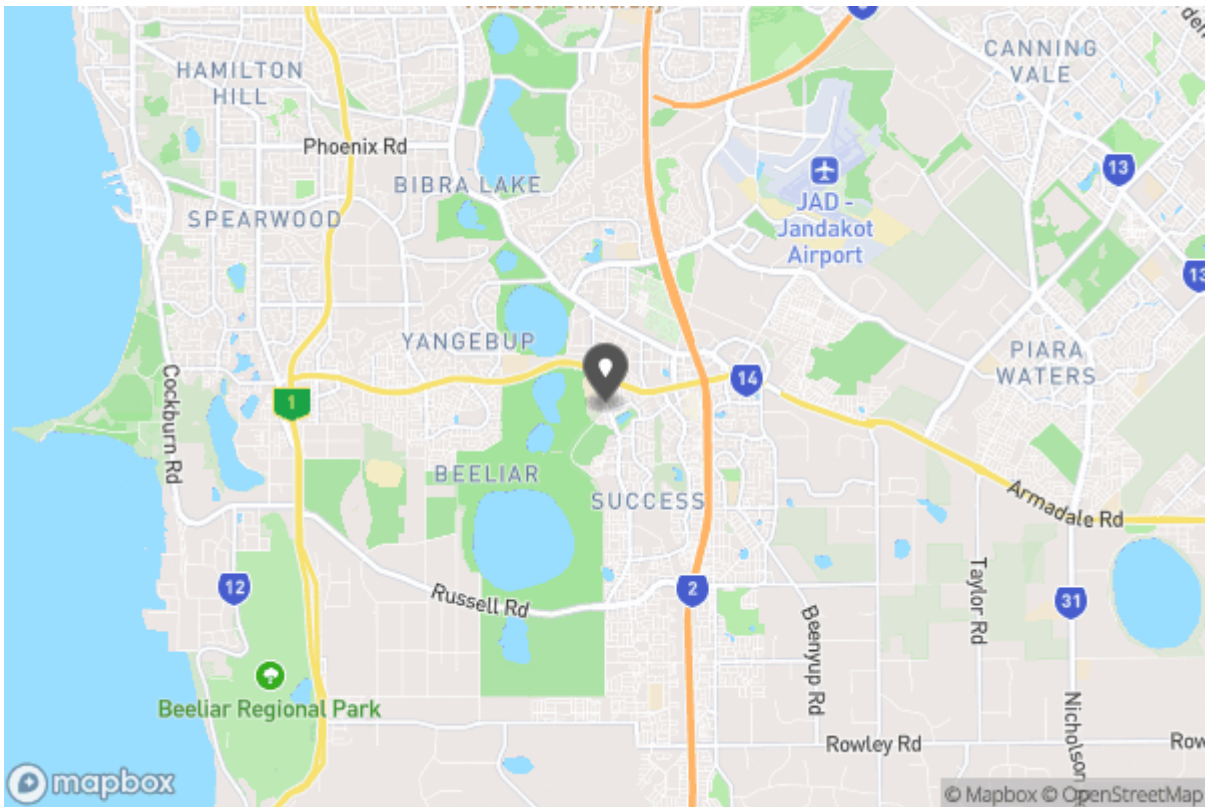 HAMILTON
HILL
Phoenix Rd
BIBRA LAKE
SPEARWOOD
CANNING
VALE
13
JAD -
Jandakot
Airport
13
YANGEBUP
PIARA
WATERS
14
1
Cockburn Rd
BEELIAR
SUCCESS
Armadale Rd
12
Russell Rd
2
Beenyup Rd
Taylor Rd
31
Beeliar Regional Park
Nicholson
Rowley Rd
mapbox
© Mapbox © OpenStreetMap